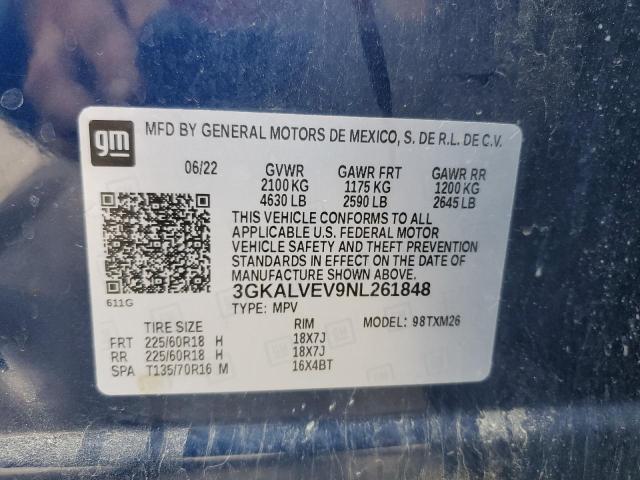 gm MFD BY GENERAL MOTORS DE MEXICO, S. DE R.L. DE C.V.
06/22 GVWR GAWR FRT GAWR RR
2100 KG 1175 KG 1200 KG
4630 LB 2590 LB 2645 LB
THIS VEHICLE CONFORMS TO ALL
APPLICABLE U.S. FEDERAL MOTOR
VEHICLE SAFETY AND THEFT PREVENTION
STANDARDS IN EFFECT ON THE DATE OF
MANUFACTURE SHOWN ABOVE.
611G 3GKALVEV9NL261848
TYPE: MPV
TIRE SIZE RIM MODEL: 98TXM26
FRT 225/60R18 H 18X7J
RR 225/60R18 H 18X7J
SPA T135/70R16 M 16X4BT